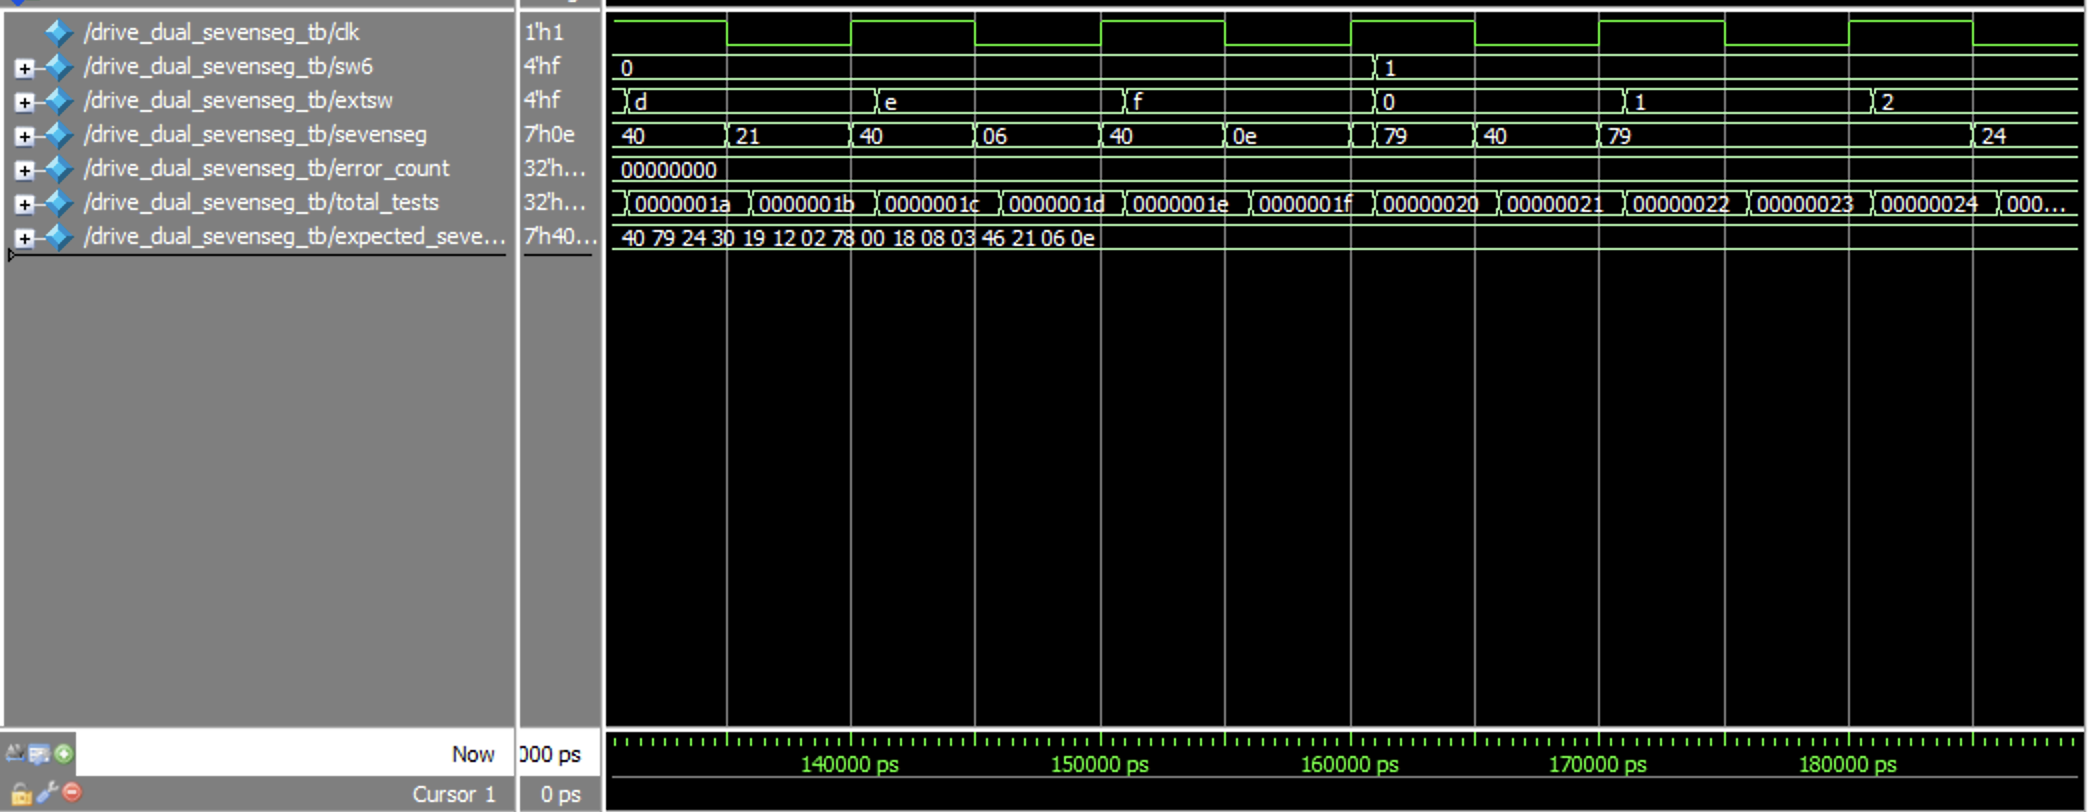 /drive_dual_sevenseg_tb/clk 1'h1
/drive_dual_sevenseg_tb/sw6 4'hf 0 1
/drive_dual_sevenseg_tb/extsw 4'hf d e f 0 1 2
/drive_dual_sevenseg_tb/sevenseg 7'h0e 40 21 40 06 40 0e 79 40 79 24
/drive_dual_sevenseg_tb/error_count 32'h... 00000000
/drive_dual_sevenseg_tb/total_tests 32'h... 0000001a 0000001b 0000001c 0000001d 0000001e 0000001f 00000020 00000021 00000022 00000023 00000024 000...
/drive_dual_sevenseg_tb/expected_seve... 7'h40... 40 79 24 30 19 12 02 78 00 18 08 03 46 21 06 0e
Now 000 ps 140000 ps 150000 ps 160000 ps 170000 ps 180000 ps
Cursor 1 0 ps